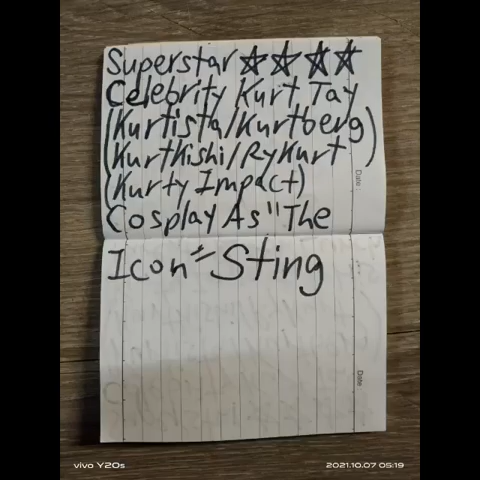 Superstar ☆☆☆☆
Celebrity Kurt Tay
(Kurtista/Kurtberg)
(KurtKishi/RyKurt)
(Kurty Impact)
Cosplay As "The
Icon" Sting
Date :
Date :
vivo Y20s
2021.10.07 05:19